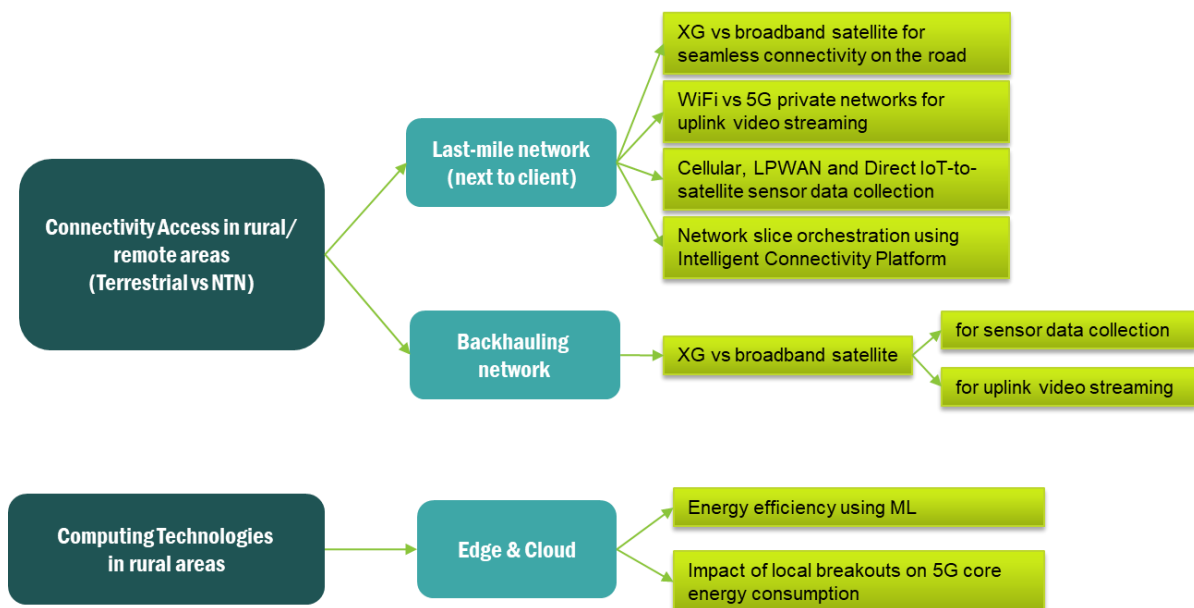 Connectivity Access in rural/
remote areas
(Terrestrial vs NTN)
Last-mile network
(next to client)
XG vs broadband satellite for
seamless connectivity on the road
WiFi vs 5G private networks for
uplink video streaming
Cellular, LPWAN and Direct IoT-to-
satellite sensor data collection
Network slice orchestration using
Intelligent Connectivity Platform
Backhauling
network
XG vs broadband satellite
for sensor data collection
for uplink video streaming
Computing Technologies
in rural areas
Edge & Cloud
Energy efficiency using ML
Impact of local breakouts on 5G core
energy consumption